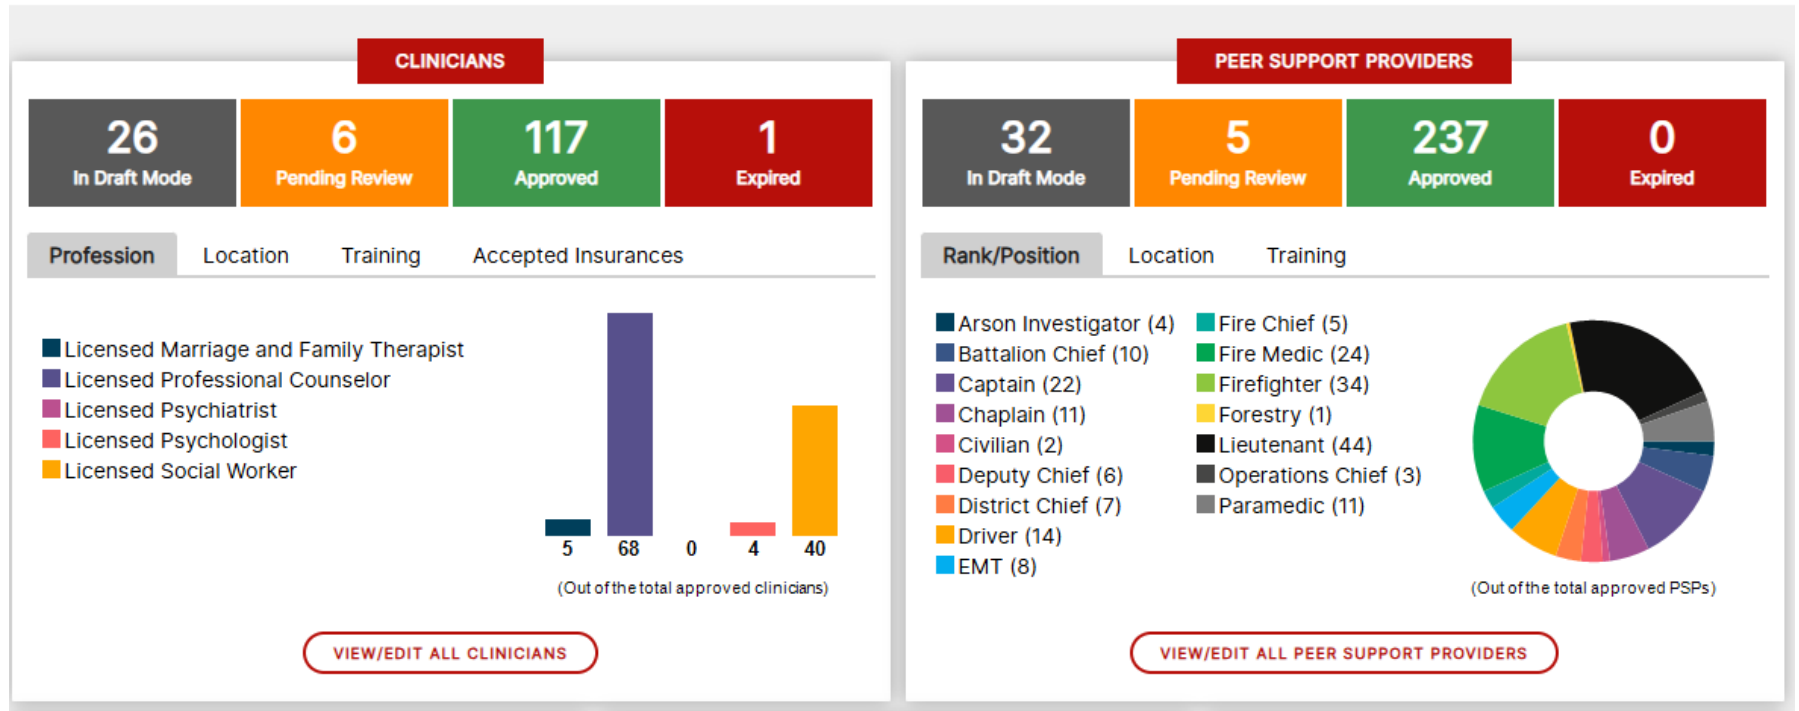 CLINICIANS
26
In Draft Mode
6
Pending Review
117
Approved
1
Expired
Profession
Location
Training
Accepted Insurances
Licensed Marriage and Family Therapist
Licensed Professional Counselor
Licensed Psychiatrist
Licensed Psychologist
Licensed Social Worker
5 68 0 4 40
(Out of the total approved clinicians)
VIEW/EDIT ALL CLINICIANS
PEER SUPPORT PROVIDERS
32
In Draft Mode
5
Pending Review
237
Approved
0
Expired
Rank/Position
Location
Training
Arson Investigator (4)
Battalion Chief (10)
Captain (22)
Chaplain (11)
Civilian (2)
Deputy Chief (6)
District Chief (7)
Driver (14)
EMT (8)
Fire Chief (5)
Fire Medic (24)
Firefighter (34)
Forestry (1)
Lieutenant (44)
Operations Chief (3)
Paramedic (11)
(Out of the total approved PSPs)
VIEW/EDIT ALL PEER SUPPORT PROVIDERS